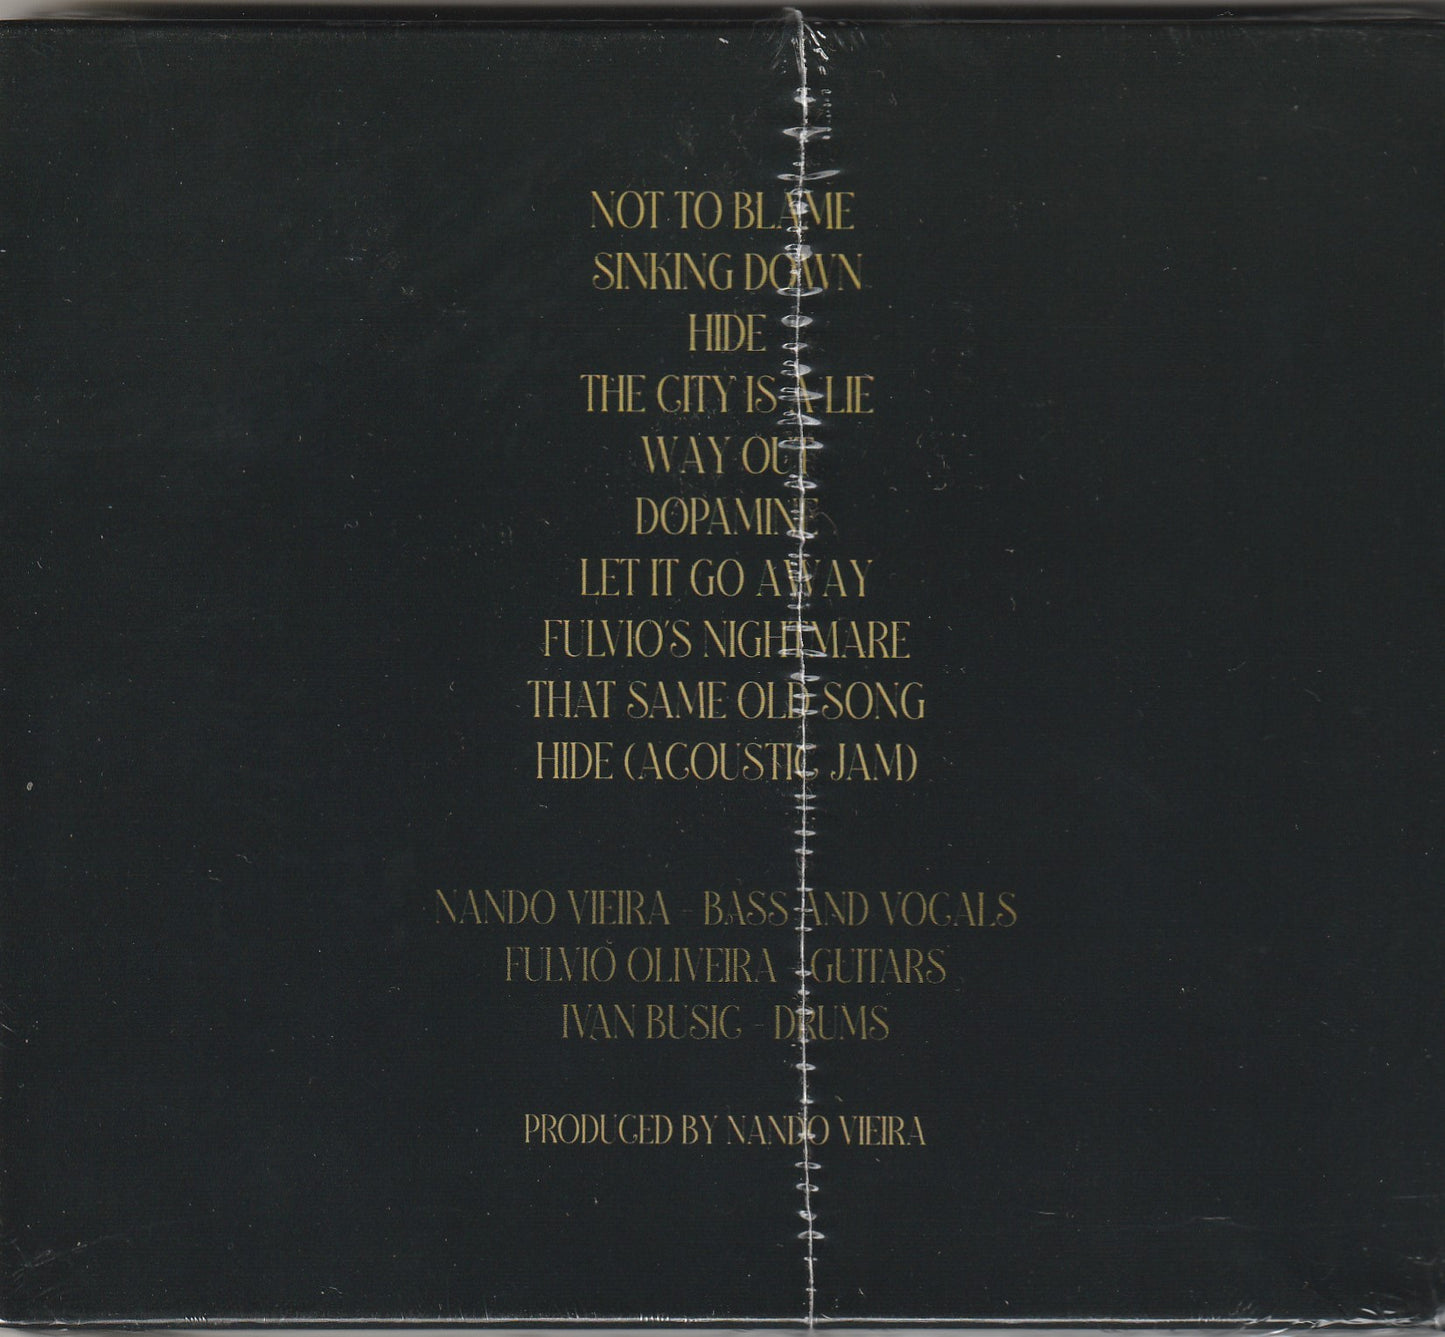 NOT TO BLAME
SINKING DOWN
HIDE
THE CITY IS A LIE
WAY OUT
DOPAMINE
LET IT GO AWAY
FULVIO'S NIGHTMARE
THAT SAME OLD SONG
HIDE (ACOUSTIC JAM)
NANDO VIEIRA - BASS AND VOCALS
FULVIO OLIVEIRA - GUITARS
IVAN BUSIC - DRUMS
PRODUCED BY NANDO VIEIRA